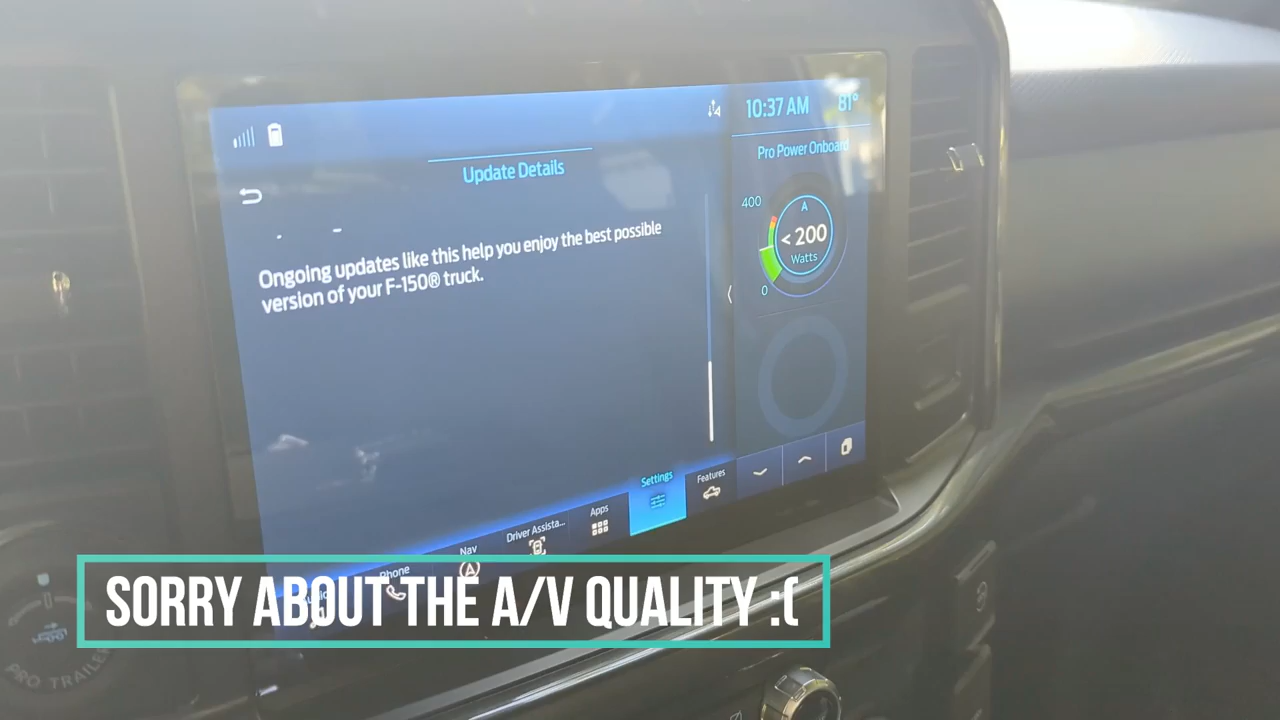 10:37 AM 81°
Update Details
Pro Power Onboard
Ongoing updates like this help you enjoy the best possible
version of your F-150® truck.
400
A
< 200
Watts
0
Settings
Features
Apps
Driver Assista...
Nav
Phone
SORRY ABOUT THE A/V QUALITY :(
PRO TRAILER